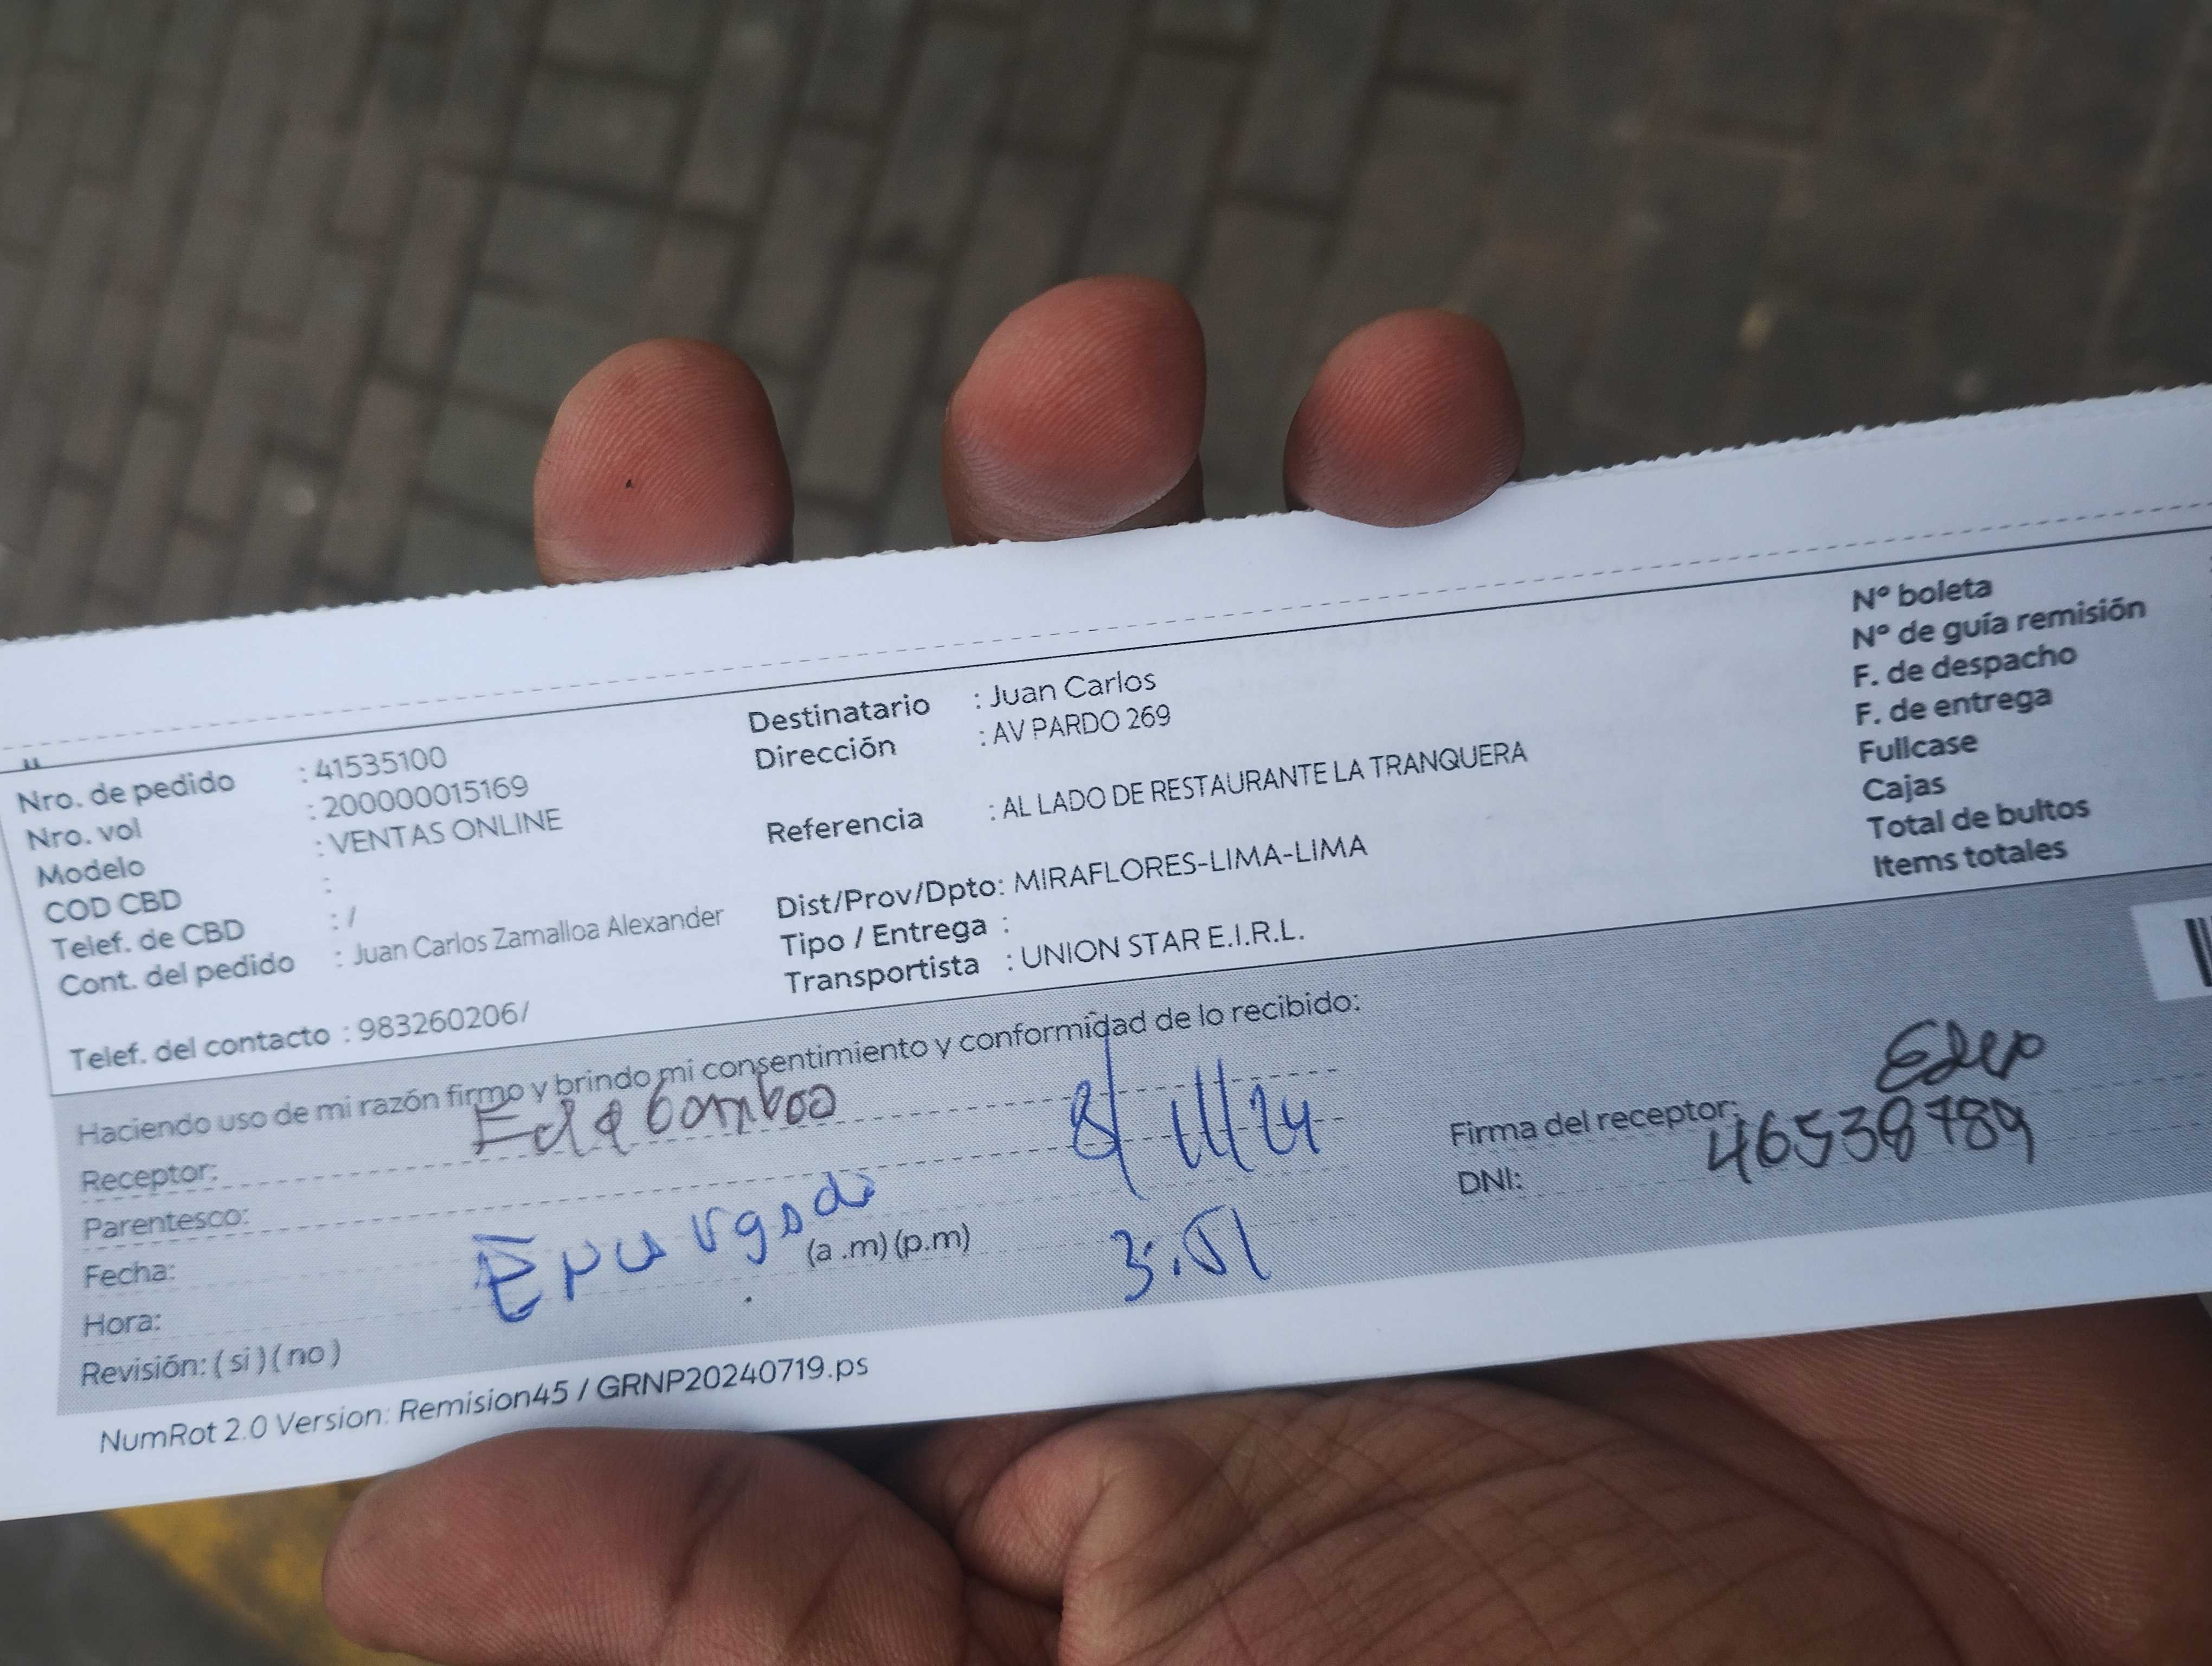 Nro. de pedido : 41535100
Nro. vol : 200000015169
Modelo : VENTAS ONLINE
COD CBD :
Telef. de CBD : /
Cont. del pedido : Juan Carlos Zamalloa Alexander
Telef. del contacto : 983260206/
Destinatario : Juan Carlos
Dirección : AV PARDO 269
Referencia : AL LADO DE RESTAURANTE LA TRANQUERA
Dist/Prov/Dpto: MIRAFLORES-LIMA-LIMA
Tipo / Entrega :
Transportista : UNION STAR E.I.R.L.
Nº boleta
Nº de guía remisión
F. de despacho
F. de entrega
Fullcase
Cajas
Total de bultos
Items totales
Haciendo uso de mi razón firmo y brindo mi consentimiento y conformidad de lo recibido:
Receptor:
Parentesco:
Fecha: 8/11/24
Hora: (a .m) (p.m) 3:51
Revisión: ( si ) ( no )
Firma del receptor:
DNI: 46538789
NumRot 2.0 Version: Remision45 / GRNP20240719.ps